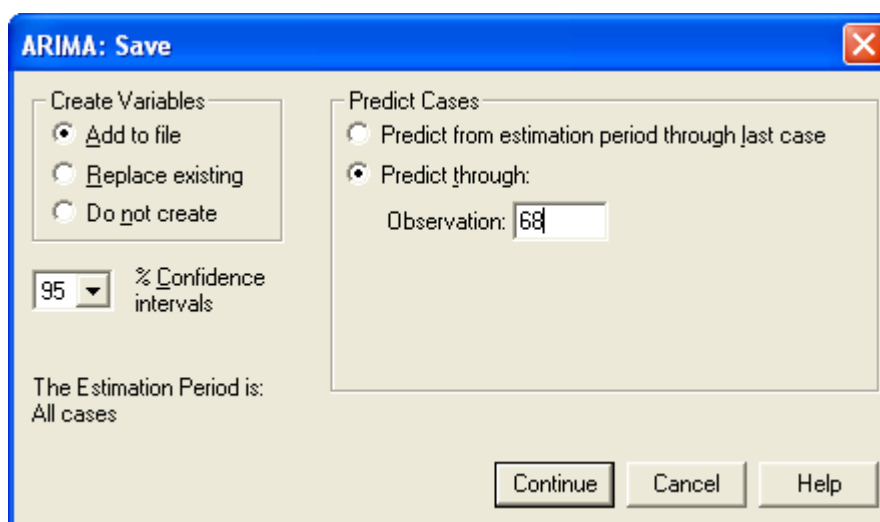 ARIMA: Save
Create Variables
Add to file
Replace existing
Do not create
95
% Confidence
intervals
The Estimation Period is:
All cases
Predict Cases
Predict from estimation period through last case
Predict through:
Observation: 68
Continue
Cancel
Help